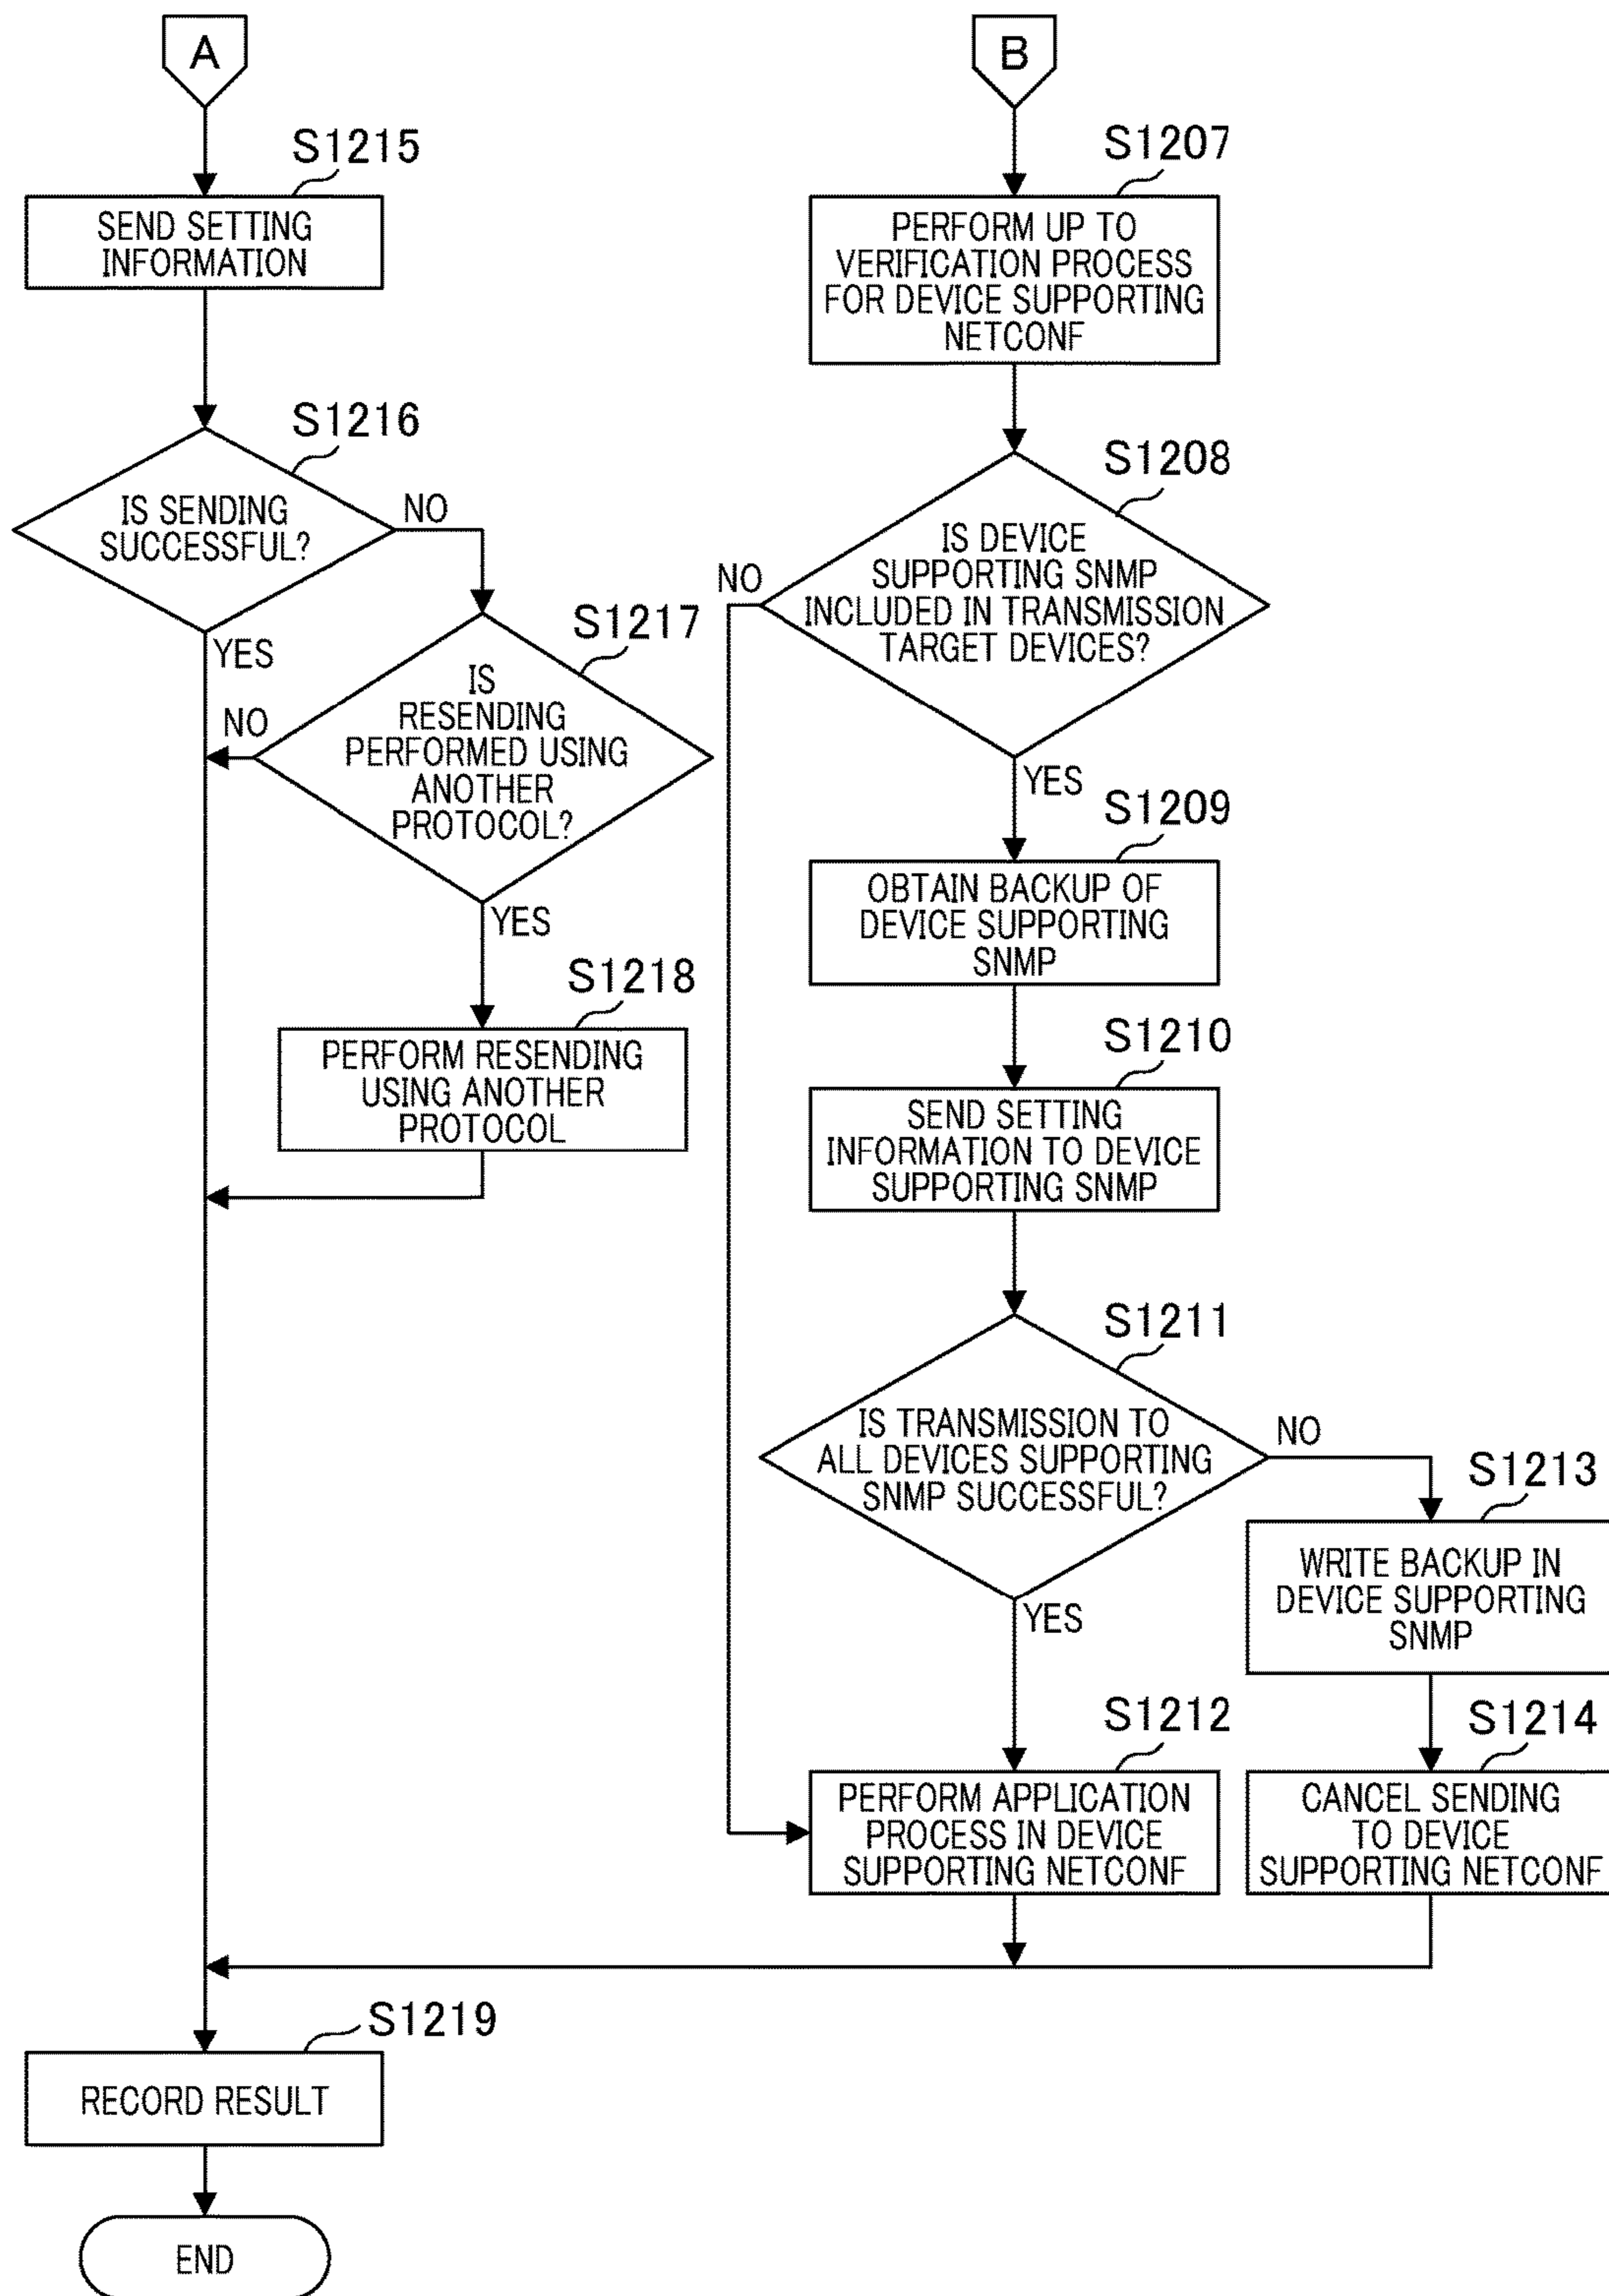 A
S1215
SEND SETTING
INFORMATION
S1216
IS SENDING
SUCCESSFUL?
NO
YES
S1217
IS
RESENDING
PERFORMED USING
ANOTHER
PROTOCOL?
NO
YES
S1218
PERFORM RESENDING
USING ANOTHER
PROTOCOL
B
S1207
PERFORM UP TO
VERIFICATION PROCESS
FOR DEVICE SUPPORTING
NETCONF
S1208
IS DEVICE
SUPPORTING SNMP
INCLUDED IN TRANSMISSION
TARGET DEVICES?
NO
YES
S1209
OBTAIN BACKUP OF
DEVICE SUPPORTING
SNMP
S1210
SEND SETTING
INFORMATION TO DEVICE
SUPPORTING SNMP
S1211
IS TRANSMISSION TO
ALL DEVICES SUPPORTING
SNMP SUCCESSFUL?
NO
YES
S1213
WRITE BACKUP IN
DEVICE SUPPORTING
SNMP
S1212
PERFORM APPLICATION
PROCESS IN DEVICE
SUPPORTING NETCONF
S1214
CANCEL SENDING
TO DEVICE
SUPPORTING NETCONF
S1219
RECORD RESULT
END